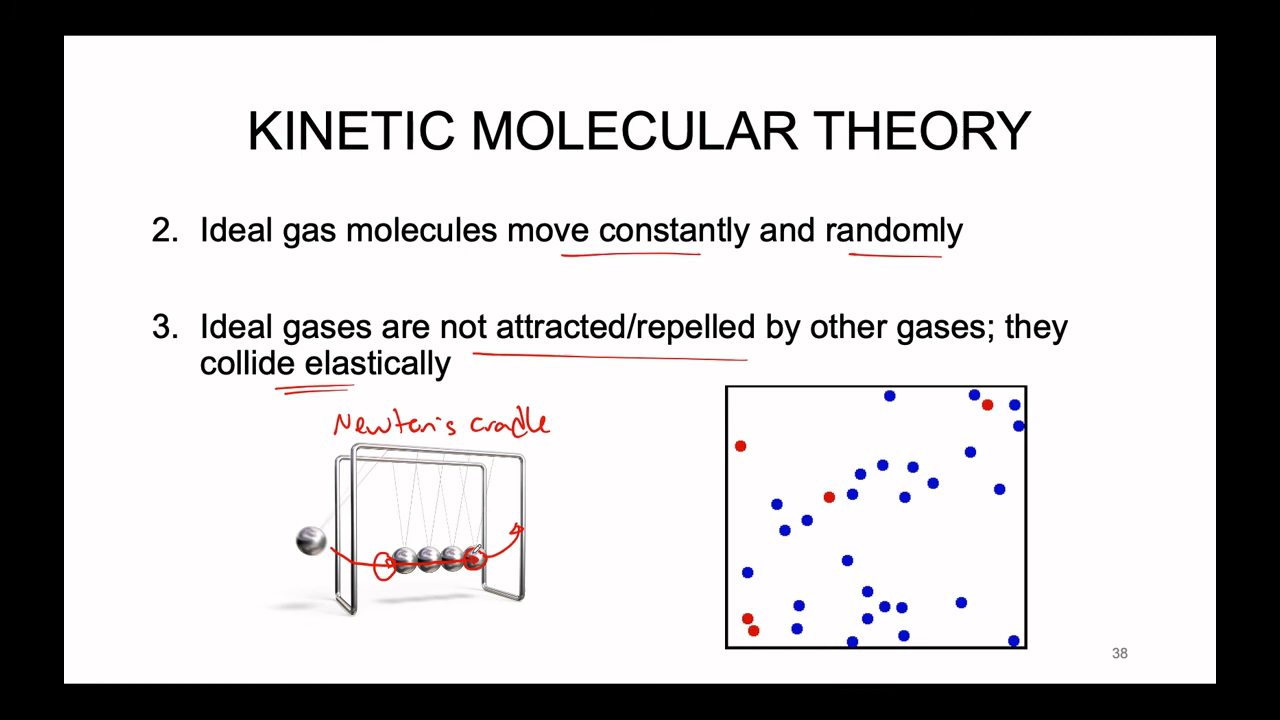 KINETIC MOLECULAR THEORY
2. Ideal gas molecules move constantly and randomly
3. Ideal gases are not attracted/repelled by other gases; they
collide elastically
Newton's cradle
38